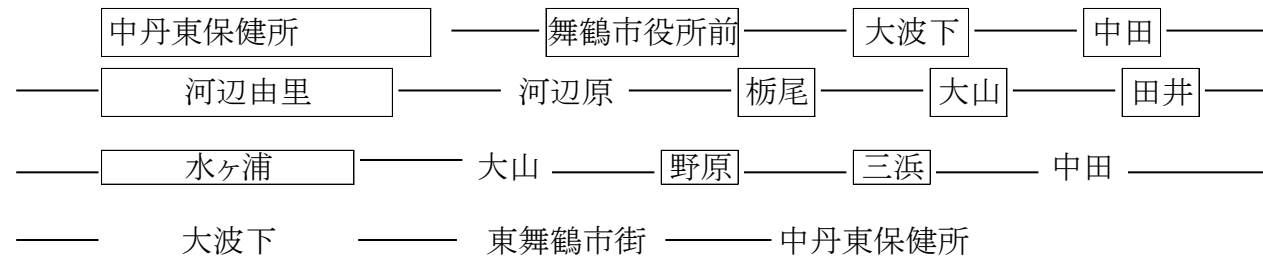 中丹東保健所 舞鶴市役所前 大波下 中田
河辺由里 河辺原 栃尾 大山 田井
水ヶ浦 大山 野原 三浜 中田
大波下 東舞鶴市街 中丹東保健所